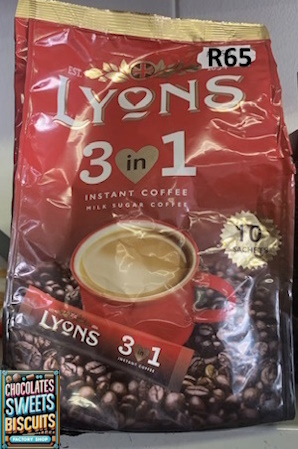 R65
EST.
LYONS
3 in 1
INSTANT COFFEE
MILK SUGAR COFFEE
10
SACHETS
LYONS 3 in 1
INSTANT COFFEE
CHOCOLATES
SWEETS
BISCUITS
FACTORY SHOP